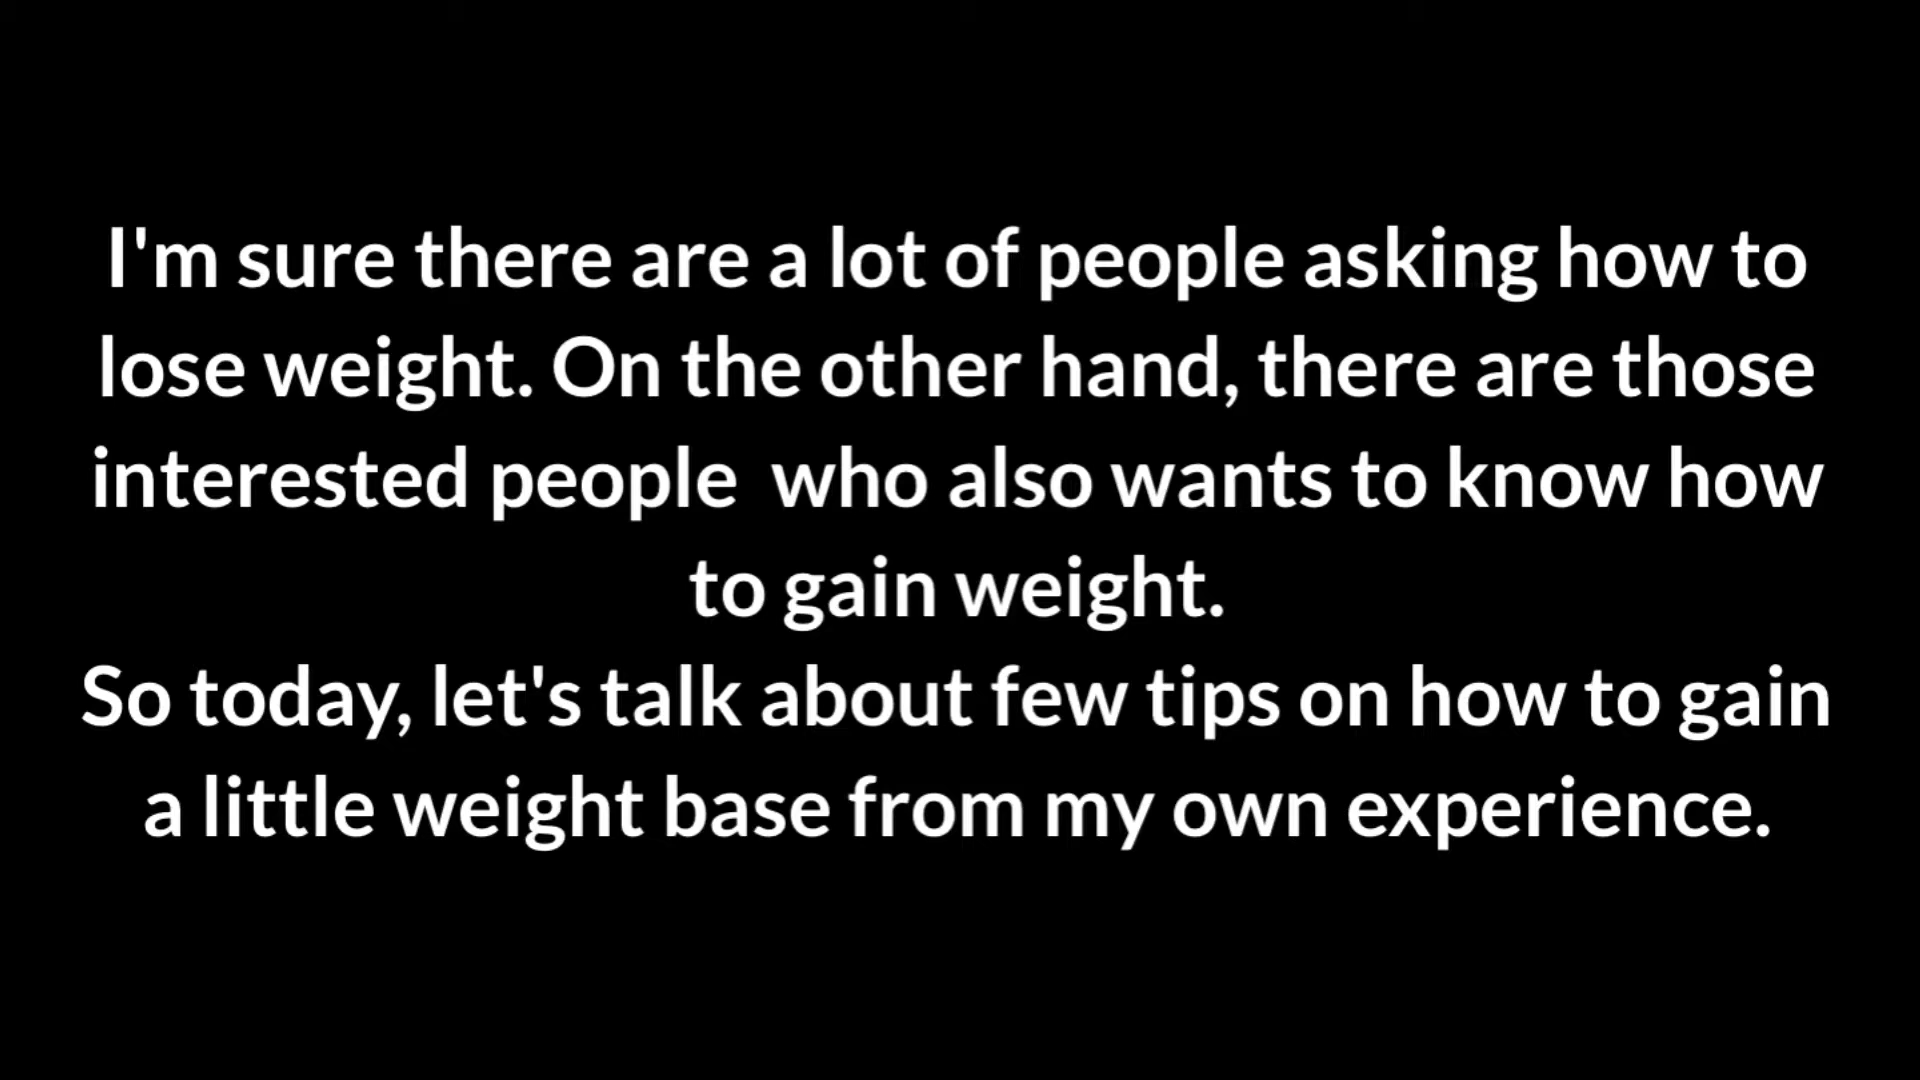 I'm sure there are a lot of people asking how to
lose weight. On the other hand, there are those
interested people  who also wants to know how
to gain weight.
So today, let's talk about few tips on how to gain
a little weight base from my own experience.